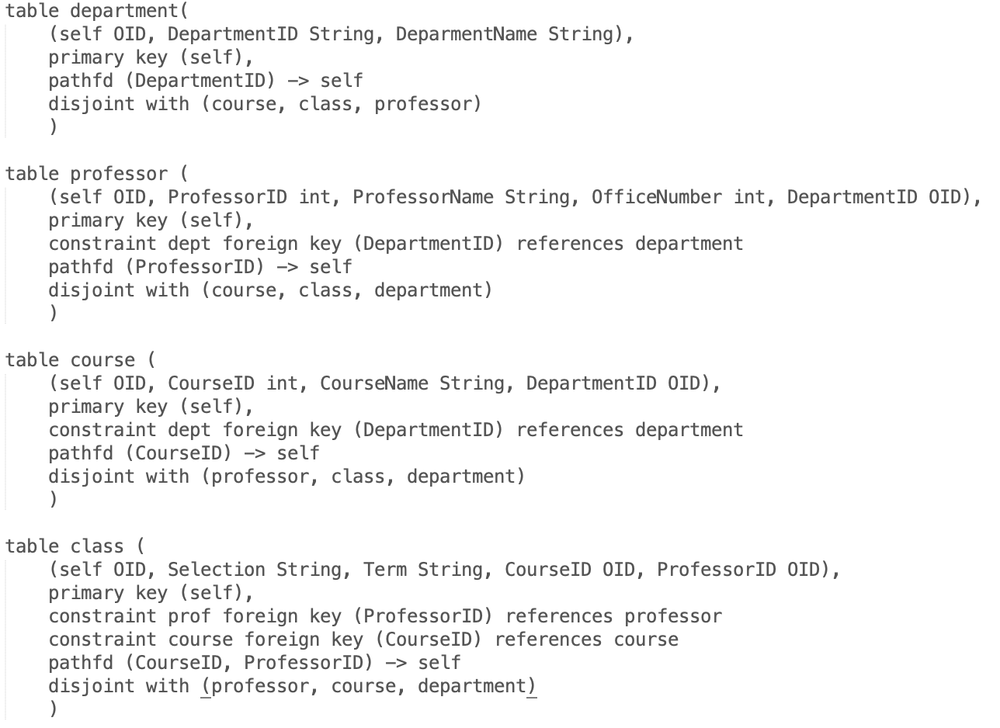 table department(
(self OID, DepartmentID String, DeparmentName String),
primary key (self),
pathfd (DepartmentID) -> self
disjoint with (course, class, professor)
)
table professor (
(self OID, ProfessorID int, ProfessorName String, OfficeNumber int, DepartmentID OID),
primary key (self),
constraint dept foreign key (DepartmentID) references department
pathfd (ProfessorID) -> self
disjoint with (course, class, department)
)
table course (
(self OID, CourseID int, CourseName String, DepartmentID OID),
primary key (self),
constraint dept foreign key (DepartmentID) references department
pathfd (CourseID) -> self
disjoint with (professor, class, department)
)
table class (
(self OID, Selection String, Term String, CourseID OID, ProfessorID OID),
primary key (self),
constraint prof foreign key (ProfessorID) references professor
constraint course foreign key (CourseID) references course
pathfd (CourseID, ProfessorID) -> self
disjoint with (professor, course, department)
)